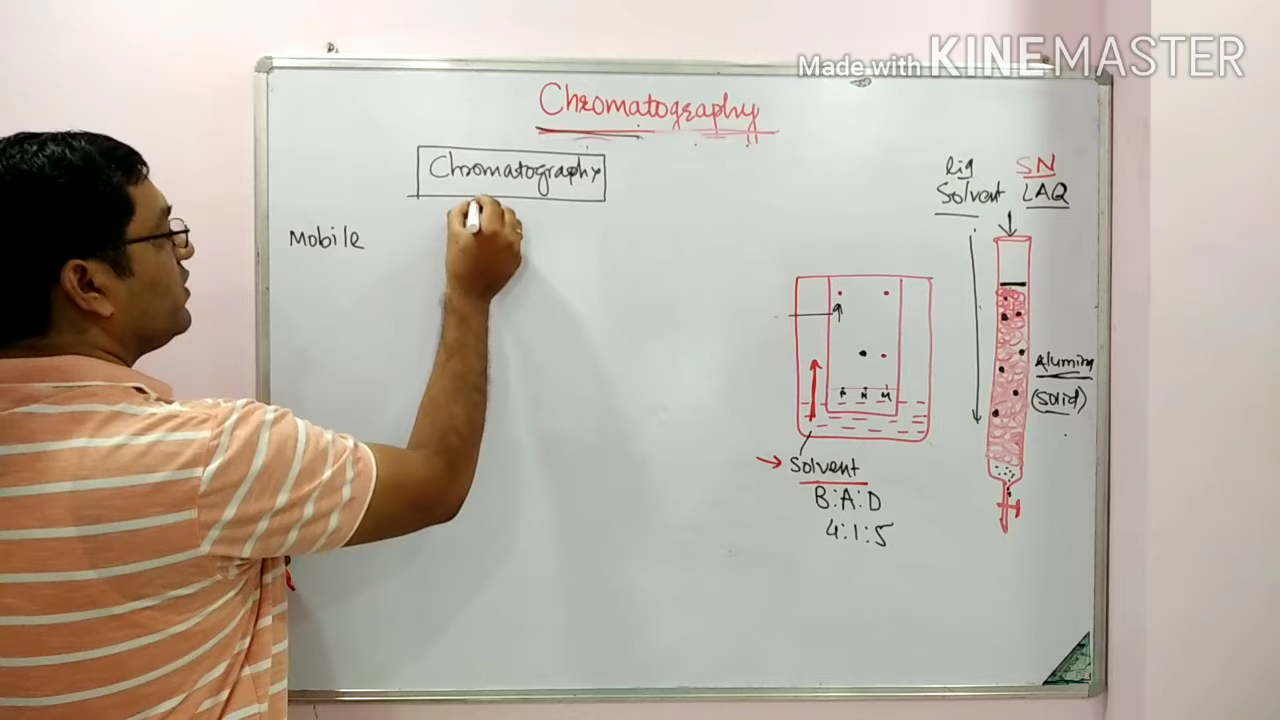 Made with KINEMASTER
Chromatography
Chromatography
Mobile
liq SN
Solvent LAQ
Alumina
(Solid)
Solvent
B:A:D
4:1:5